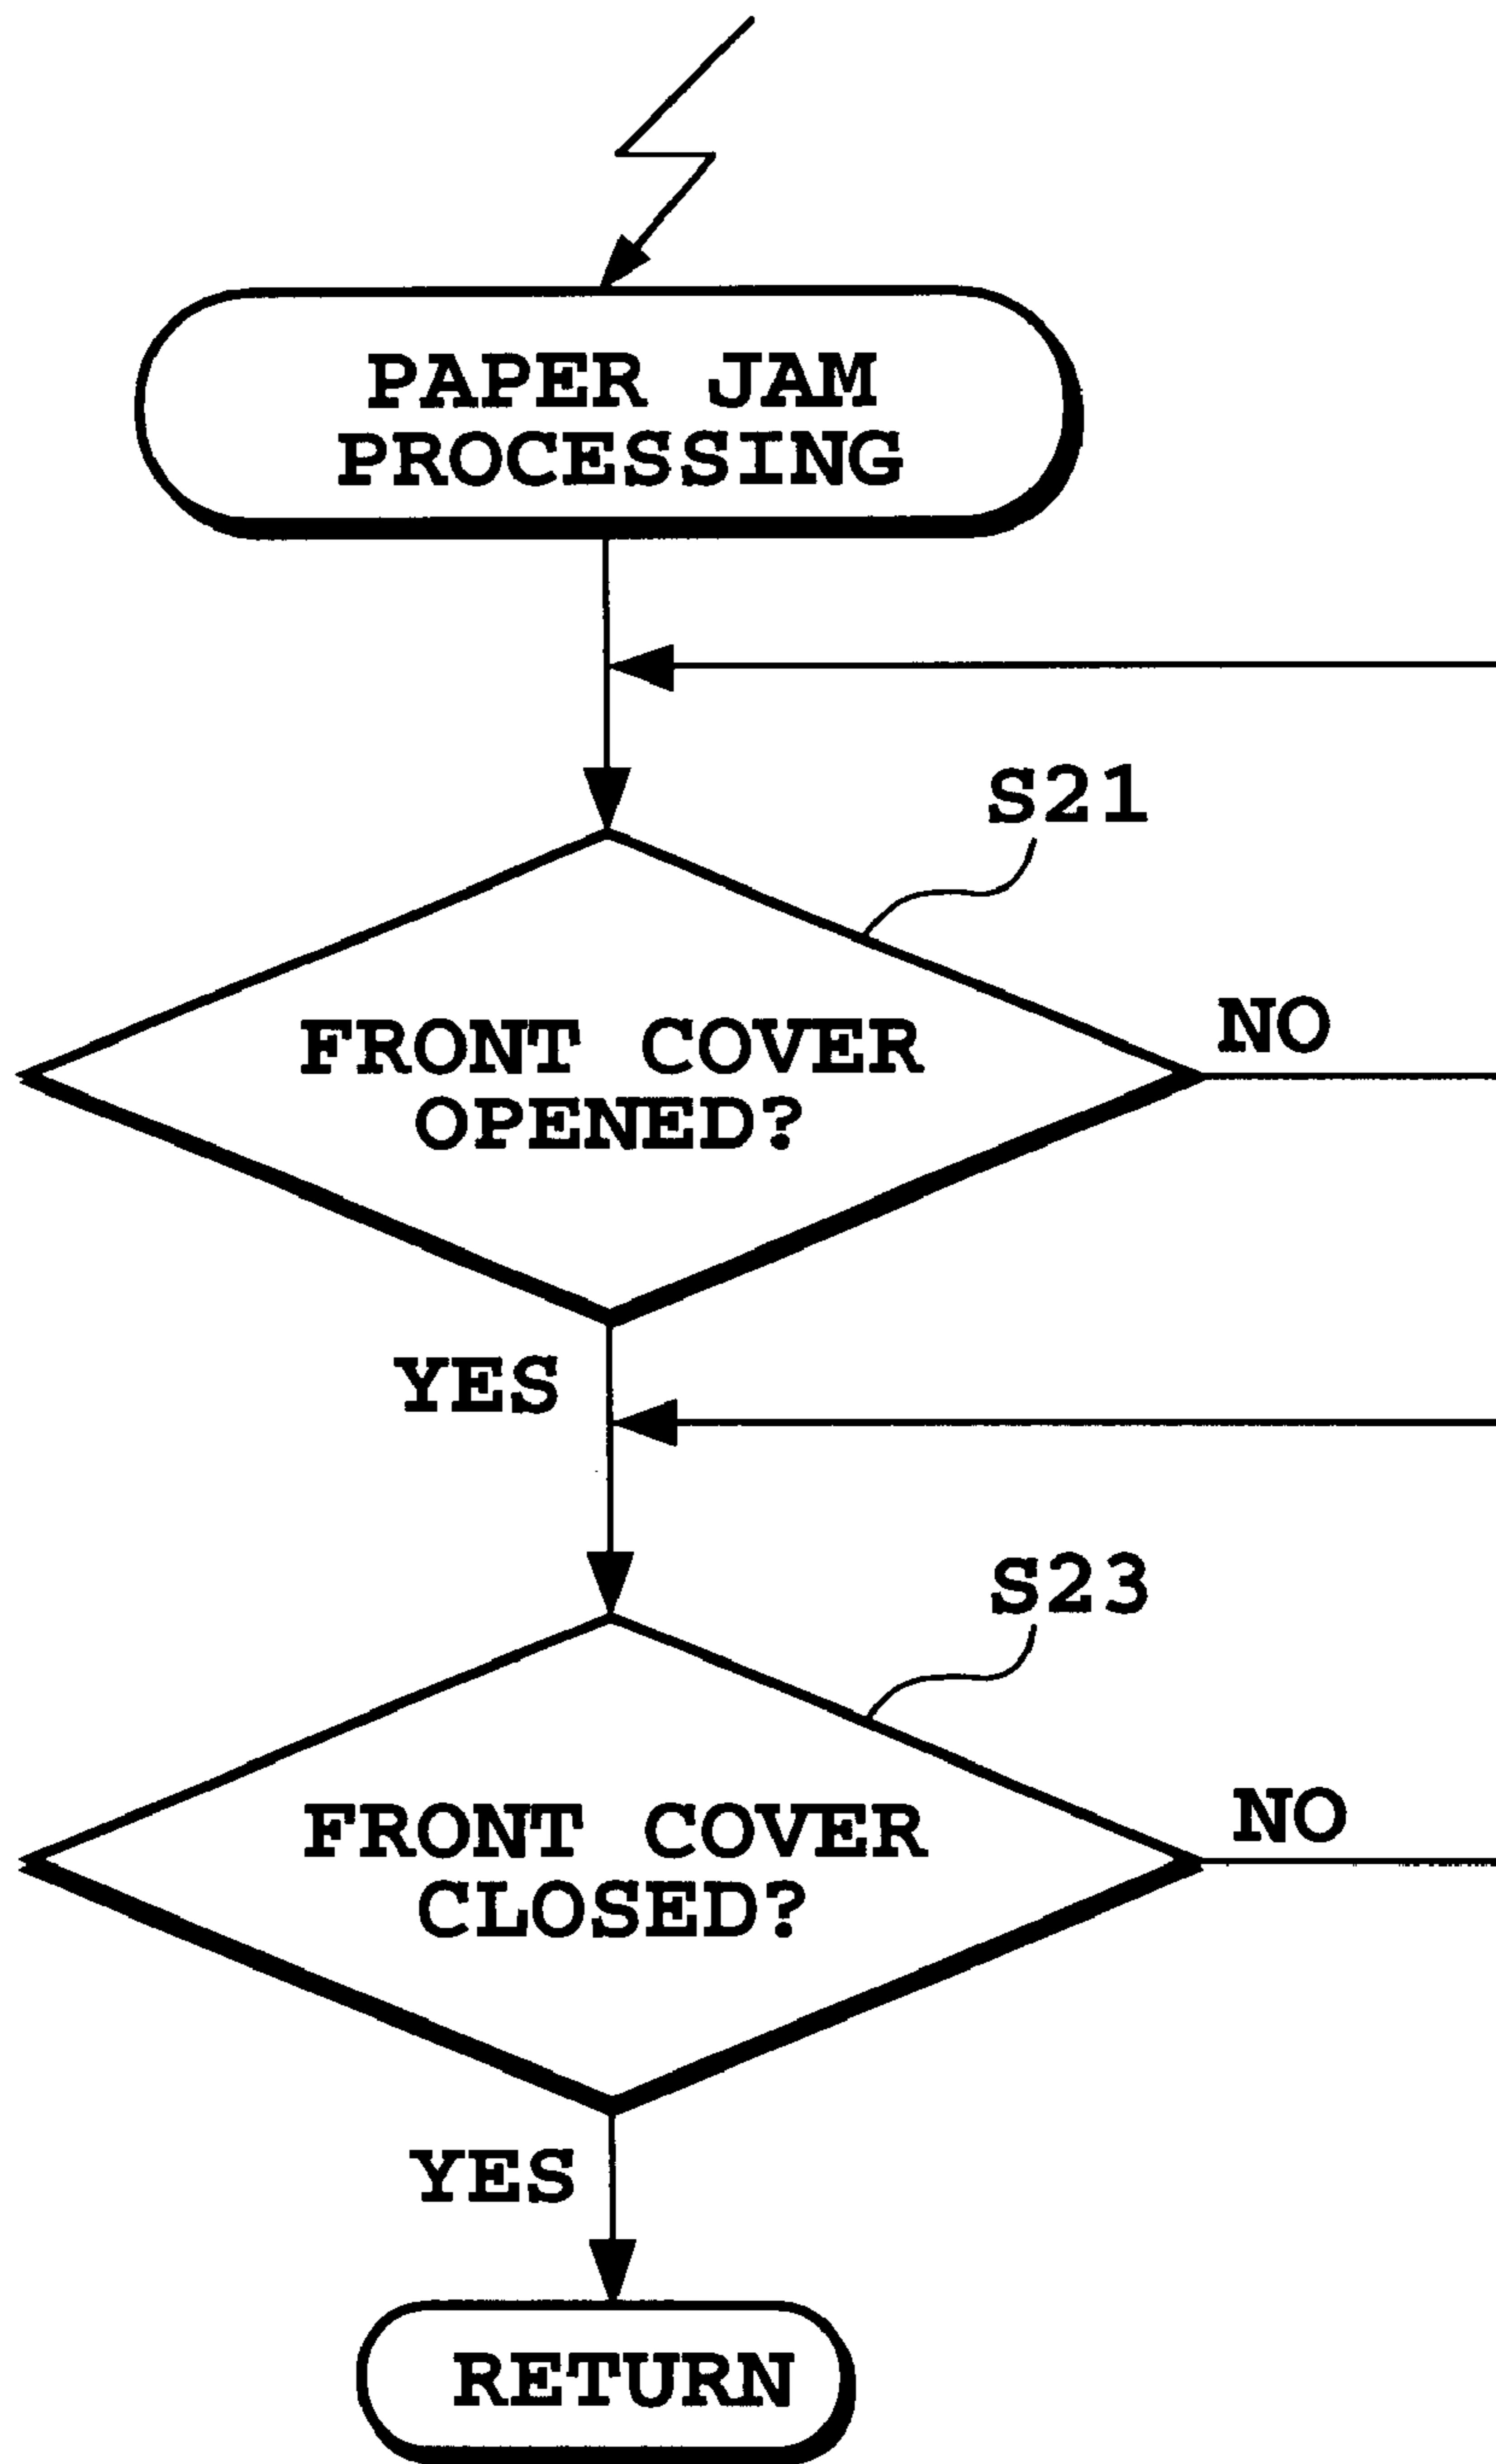 PAPER JAM
PROCESSING
S21
FRONT COVER
OPENED?
NO
YES
S23
FRONT COVER
CLOSED?
NO
YES
RETURN